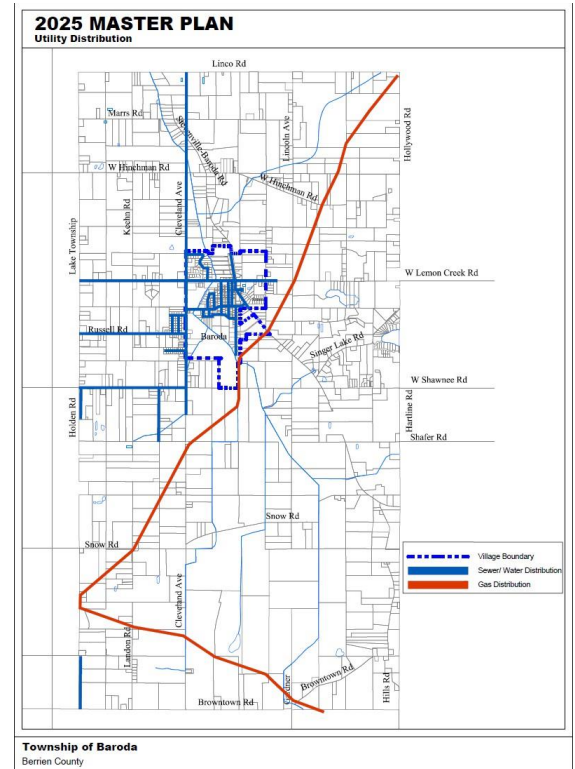 2025 MASTER PLAN
Utility Distribution
Linco Rd
Marrs Rd
Stevensville-Baroda Rd
Lincoln Ave
Hollywood Rd
W Hinchman Rd
W Hinchman Rd
Kechn Rd
Cleveland Ave
Lake Township
W Lemon Creek Rd
Russell Rd
Baroda
Singer Lake Rd
W Shawnee Rd
Holden Rd
Hartline Rd
Shafer Rd
Snow Rd
Snow Rd
Village Boundary
Sewer/ Water Distribution
Gas Distribution
Cleveland Ave
Landon Rd
Browntown Rd
Hills Rd
Browntown Rd
Township of Baroda
Berrien County